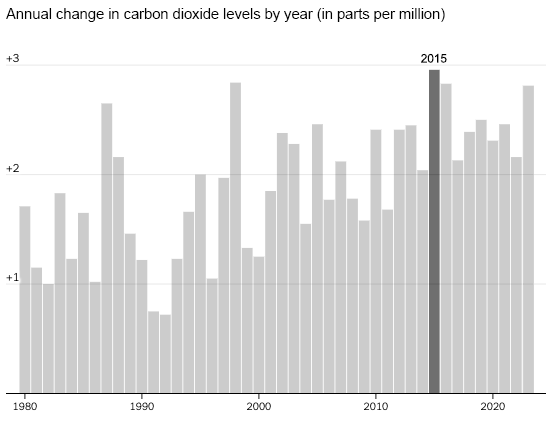 Annual change in carbon dioxide levels by year (in parts per million)
2015
+3
+2
+1
1980 1990 2000 2010 2020